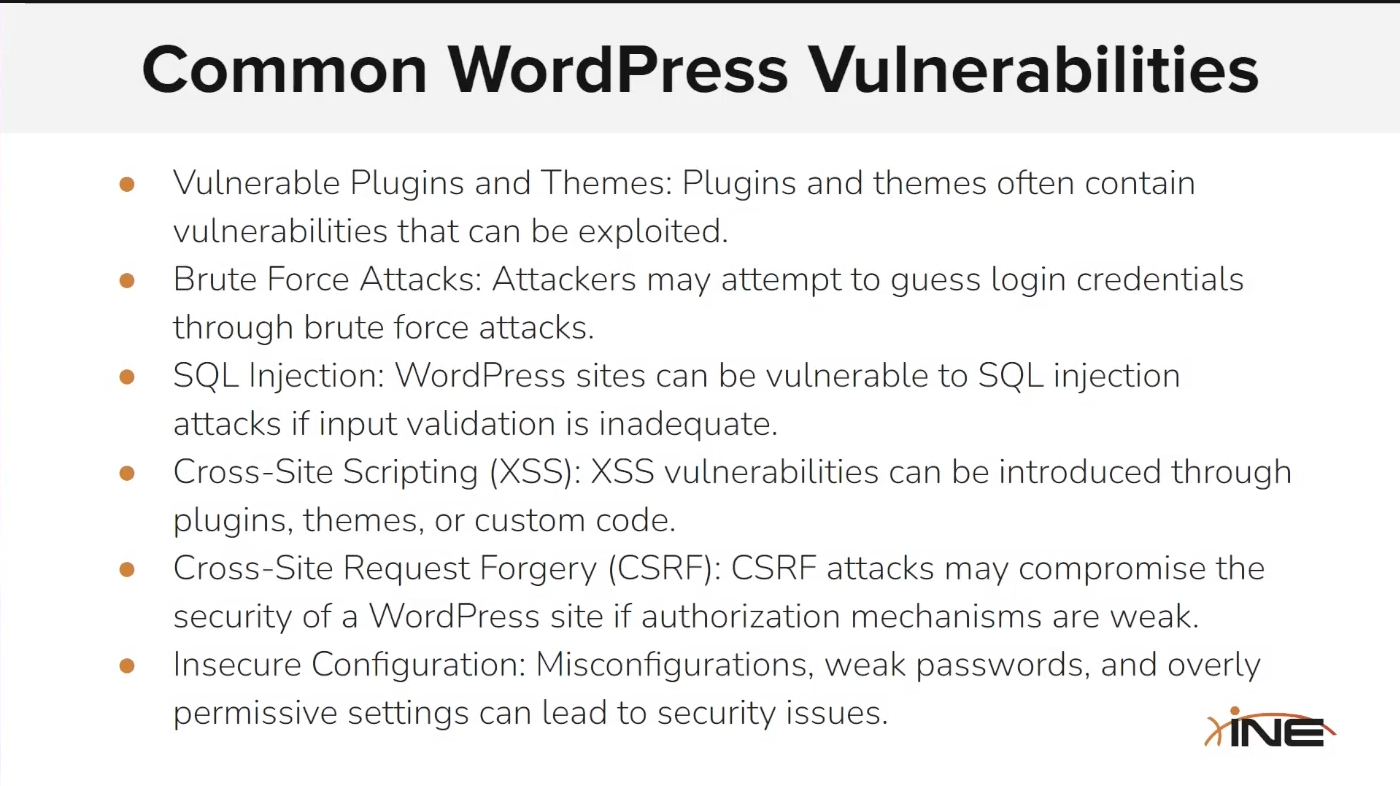 Common WordPress Vulnerabilities
● Vulnerable Plugins and Themes: Plugins and themes often contain
vulnerabilities that can be exploited.
● Brute Force Attacks: Attackers may attempt to guess login credentials
through brute force attacks.
● SQL Injection: WordPress sites can be vulnerable to SQL injection
attacks if input validation is inadequate.
● Cross-Site Scripting (XSS): XSS vulnerabilities can be introduced through
plugins, themes, or custom code.
● Cross-Site Request Forgery (CSRF): CSRF attacks may compromise the
security of a WordPress site if authorization mechanisms are weak.
● Insecure Configuration: Misconfigurations, weak passwords, and overly
permissive settings can lead to security issues.
iNE